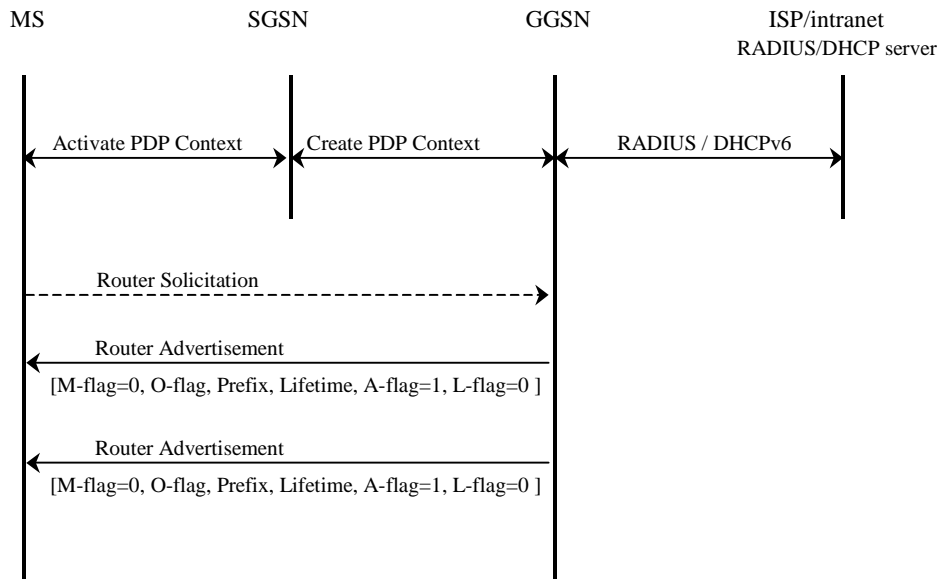 MS SGSN GGSN ISP/intranet
RADIUS/DHCP server
Activate PDP Context Create PDP Context RADIUS / DHCPv6
Router Solicitation
Router Advertisement
[M-flag=0, O-flag, Prefix, Lifetime, A-flag=1, L-flag=0 ]
Router Advertisement
[M-flag=0, O-flag, Prefix, Lifetime, A-flag=1, L-flag=0 ]